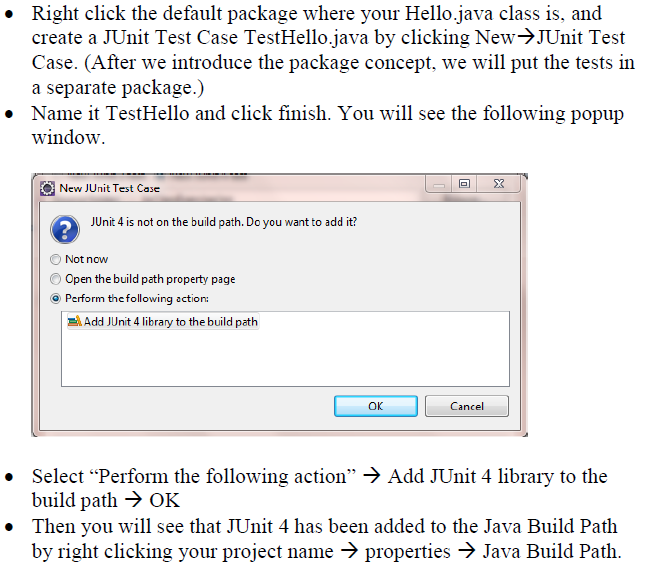 • Right click the default package where your Hello.java class is, and
create a JUnit Test Case TestHello.java by clicking New→JUnit Test
Case. (After we introduce the package concept, we will put the tests in
a separate package.)
• Name it TestHello and click finish. You will see the following popup
window.
New JUnit Test Case
JUnit 4 is not on the build path. Do you want to add it?
Not now
Open the build path property page
Perform the following action:
Add JUnit 4 library to the build path
OK
Cancel
• Select “Perform the following action” → Add JUnit 4 library to the
build path → OK
• Then you will see that JUnit 4 has been added to the Java Build Path
by right clicking your project name → properties → Java Build Path.